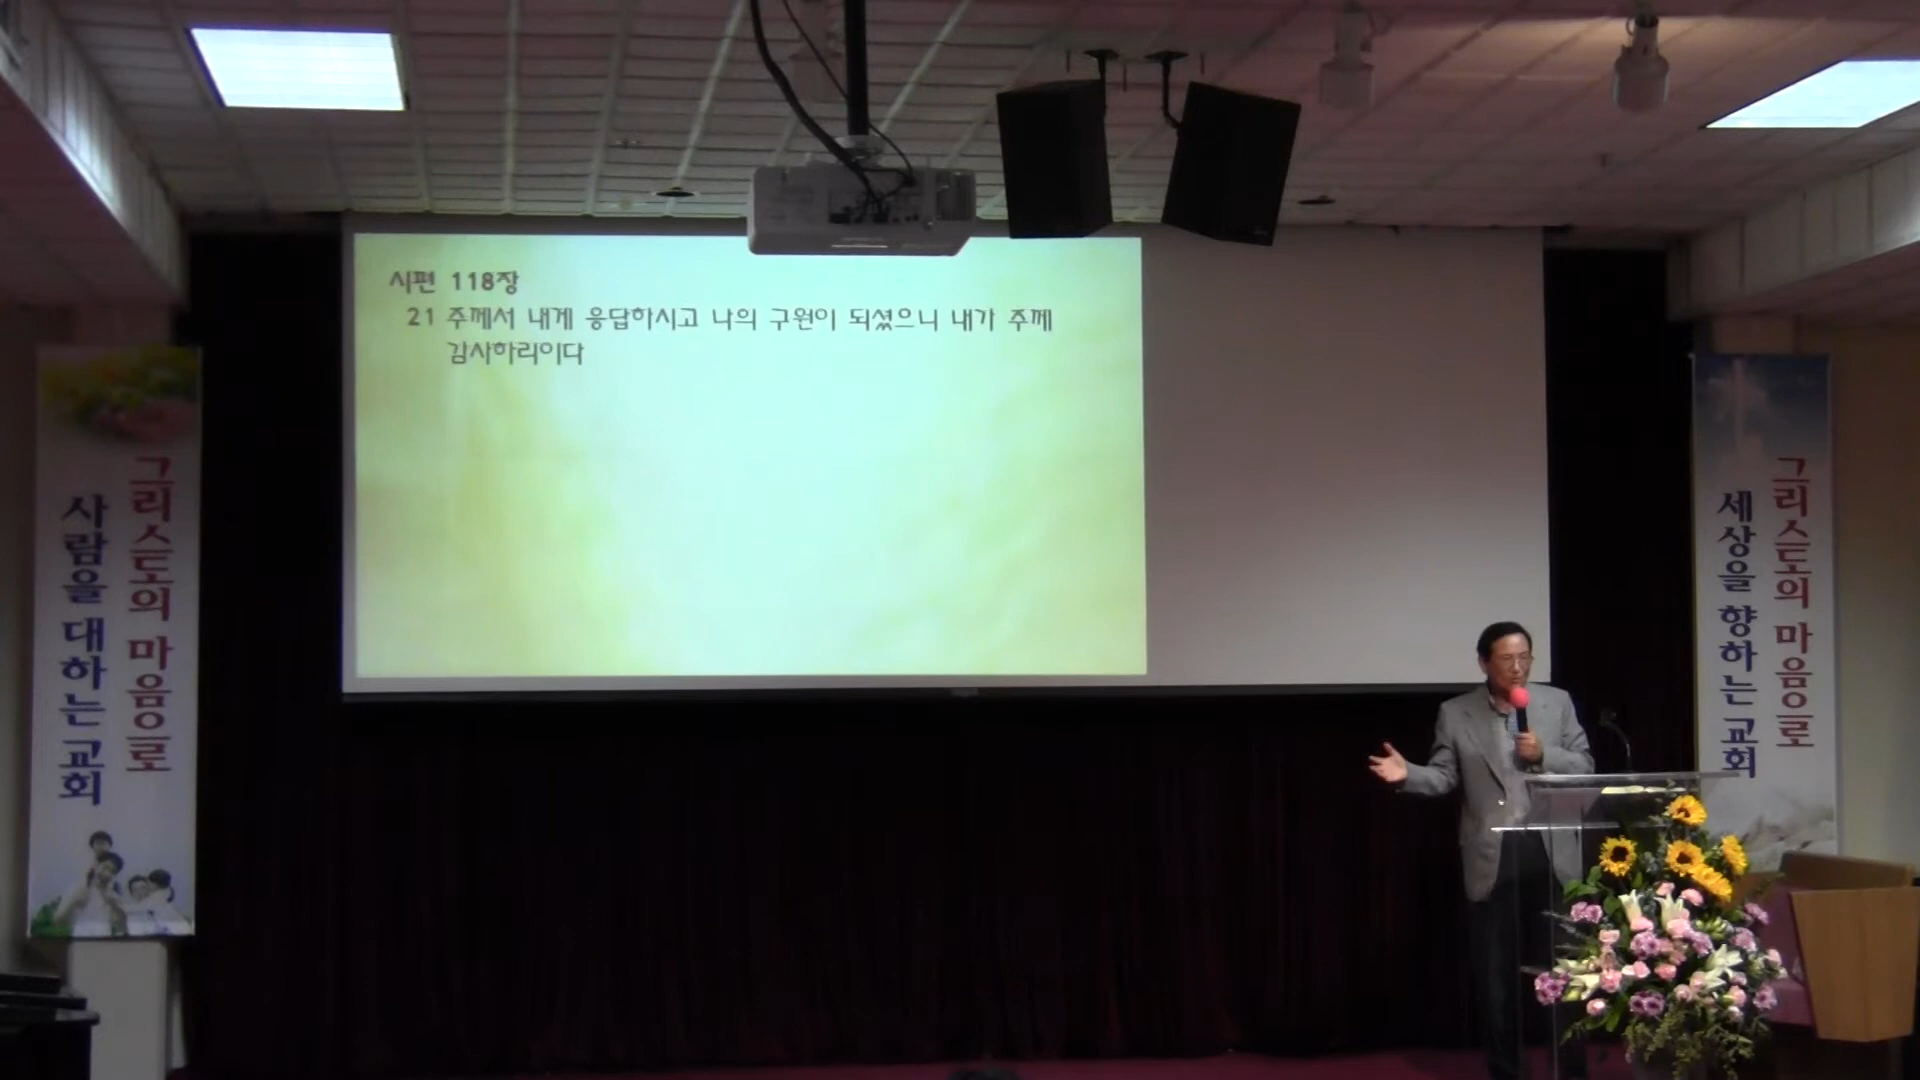 시편 118장
21 주께서 내게 응답하시고 나의 구원이 되셨으니 내가 주께
감사하리이다
그리스도의 마음으로
사람을 대하는 교회
그리스도의 마음으로
세상을 향하는 교회